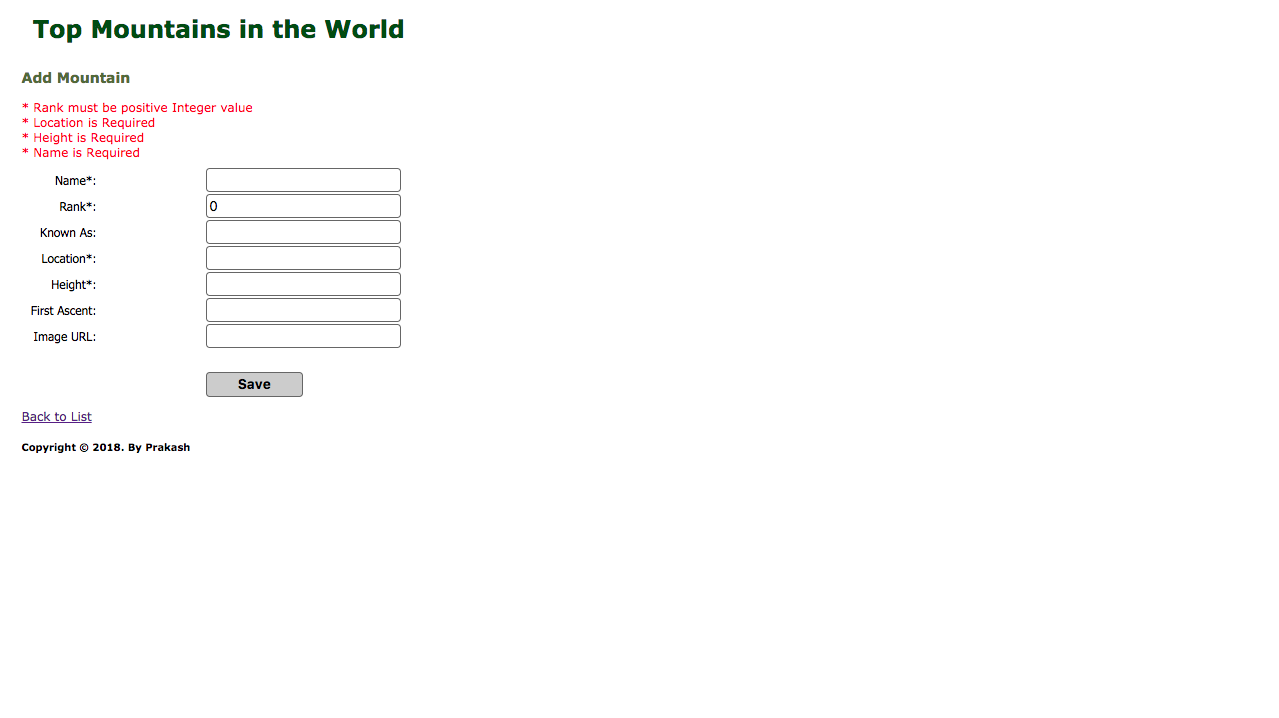 Top Mountains in the World
Add Mountain
* Rank must be positive Integer value
* Location is Required
* Height is Required
* Name is Required
Name*:
Rank*: 0
Known As:
Location*:
Height*:
First Ascent:
Image URL:
Save
Back to List
Copyright © 2018. By Prakash